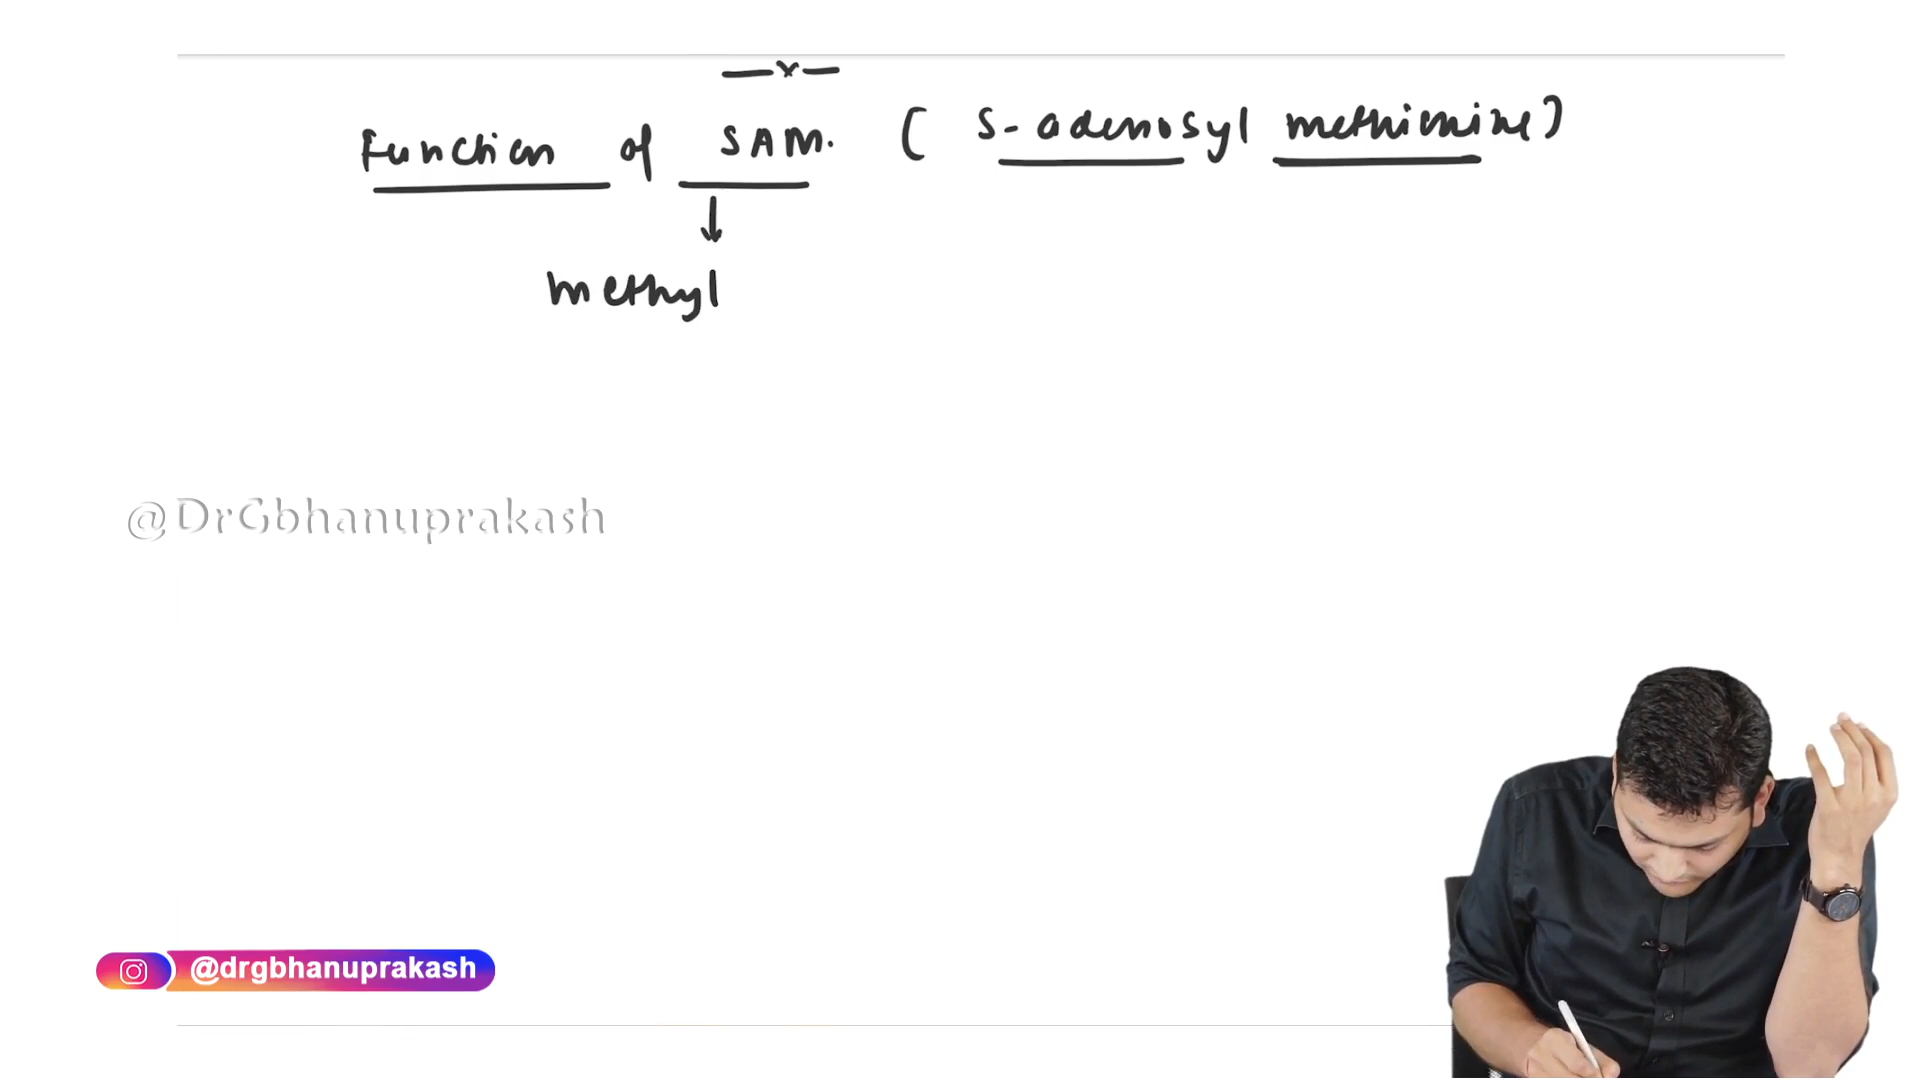 Function of SAM. ( S-adenosyl methionine)
methyl
@DrGbhanuprakash
@drgbhanuprakash